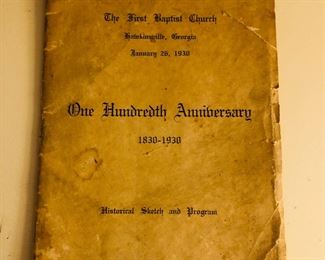 The First Baptist Church
Hawkinsville, Georgia
January 26, 1930
One Hundredth Anniversary
1830-1930
Historical Sketch and Program